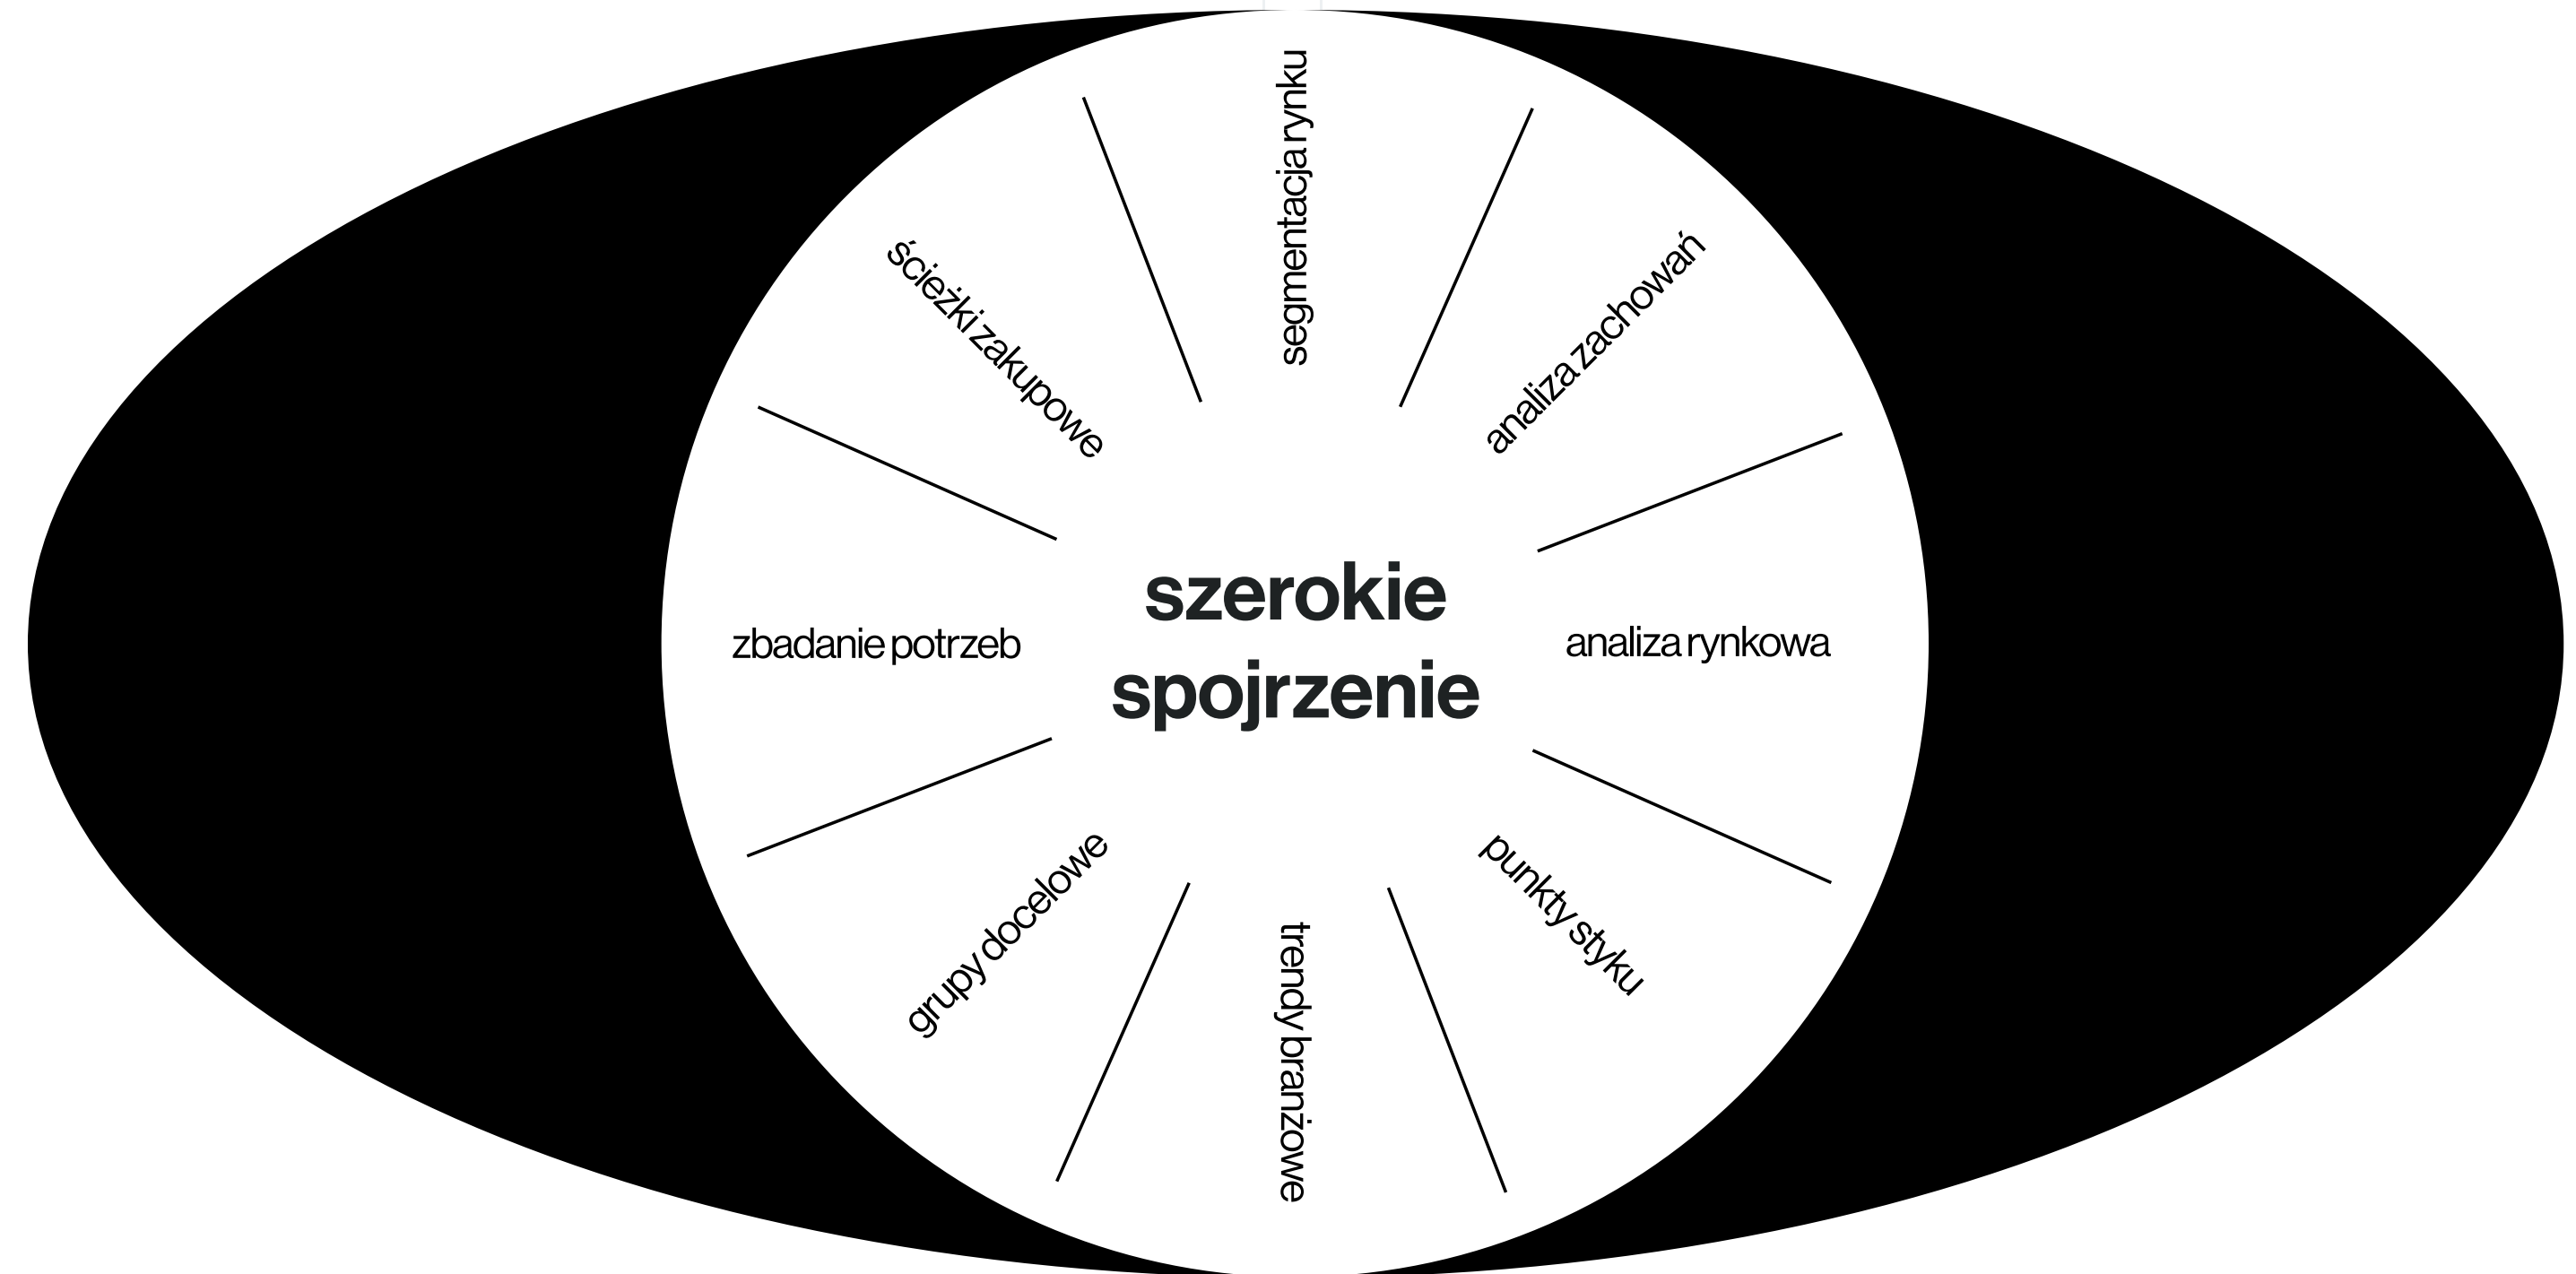 segmentacja rynku
analiza zachowań
analiza rynkowa
punkty styku
trendy branżowe
grupy docelowe
zbadanie potrzeb
ścieżki zakupowe
szerokie
spojrzenie